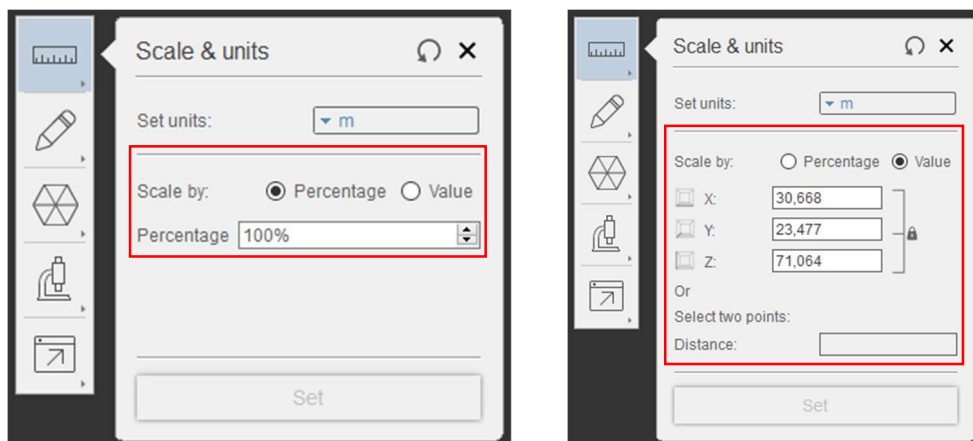 Scale & units
Set units: m
Scale by: Percentage Value
Percentage 100%
Set
Scale & units
Set units: m
Scale by: Percentage Value
X: 30,668
Y: 23,477
Z: 71,064
Or
Select two points:
Distance:
Set